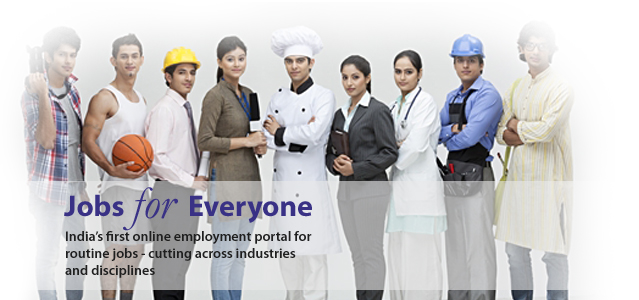 Jobs for Everyone
India's first online employment portal for
routine jobs - cutting across industries
and disciplines